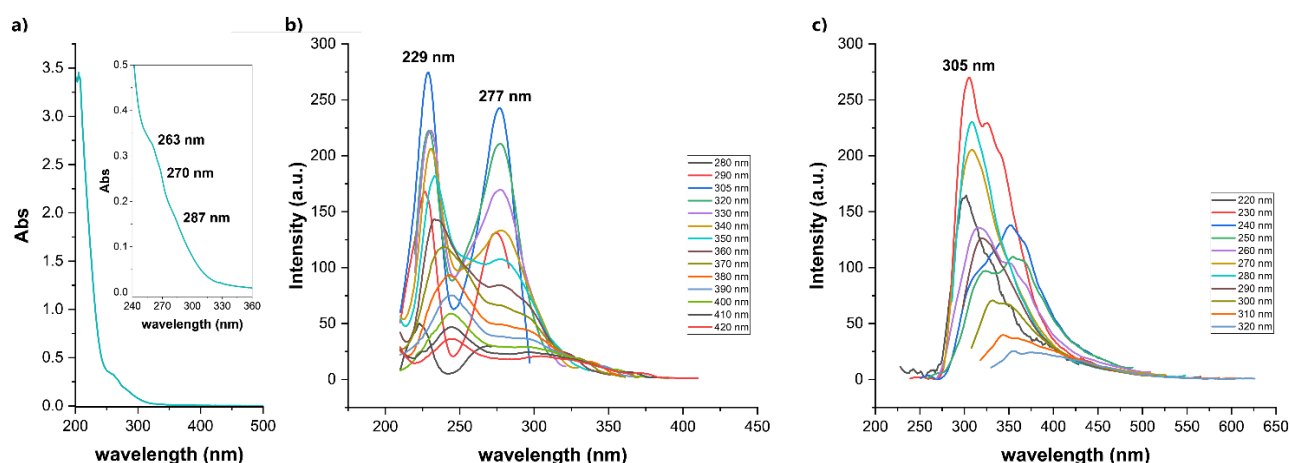 a)
3.5
3.0
2.5
2.0
1.5
1.0
0.5
0.0
200
300
400
500
Abs
wavelength (nm)
0.5
0.4
0.3
0.2
0.1
0.0
240
270
300
330
360
Abs
wavelength (nm)
263 nm
270 nm
287 nm
b)
300
250
200
150
100
50
0
200
250
300
350
400
450
Intensity (a.u.)
wavelength (nm)
229 nm
277 nm
280 nm
290 nm
305 nm
320 nm
330 nm
340 nm
350 nm
360 nm
370 nm
380 nm
390 nm
400 nm
410 nm
420 nm
c)
300
250
200
150
100
50
0
200
250
300
350
400
450
500
550
600
650
Intensity (a.u.)
wavelength (nm)
305 nm
220 nm
230 nm
240 nm
250 nm
260 nm
270 nm
280 nm
290 nm
300 nm
310 nm
320 nm